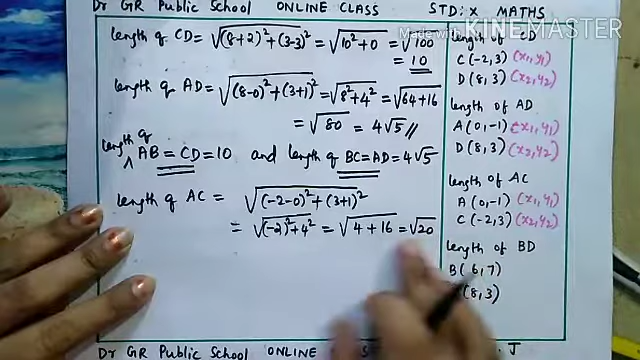 Dr GR Public School ONLINE CLASS STD: X MATHS
Made with KINEMASTER
length of CD = √(8+2)²+(3-3)² = √10²+0 = √100
= 10
length of AD = √(8-0)²+(3+1)² = √8²+4² = √64+16
= √80 = 4√5 //
length of
∧ AB = CD = 10 and length of BC = AD = 4√5
length of AC = √(-2-0)²+(3+1)²
= √(-2)²+4² = √4+16 = √20
length of CD
C(-2,3) (x₁,y₁)
D(8,3) (x₂,y₂)
length of AD
A(0,-1) (x₁,y₁)
D(8,3) (x₂,y₂)
length of AC
A(0,-1) (x₁,y₁)
C(-2,3) (x₂,y₂)
length of BD
B(6,7)
(8,3)
Dr GR Public School ONLINE